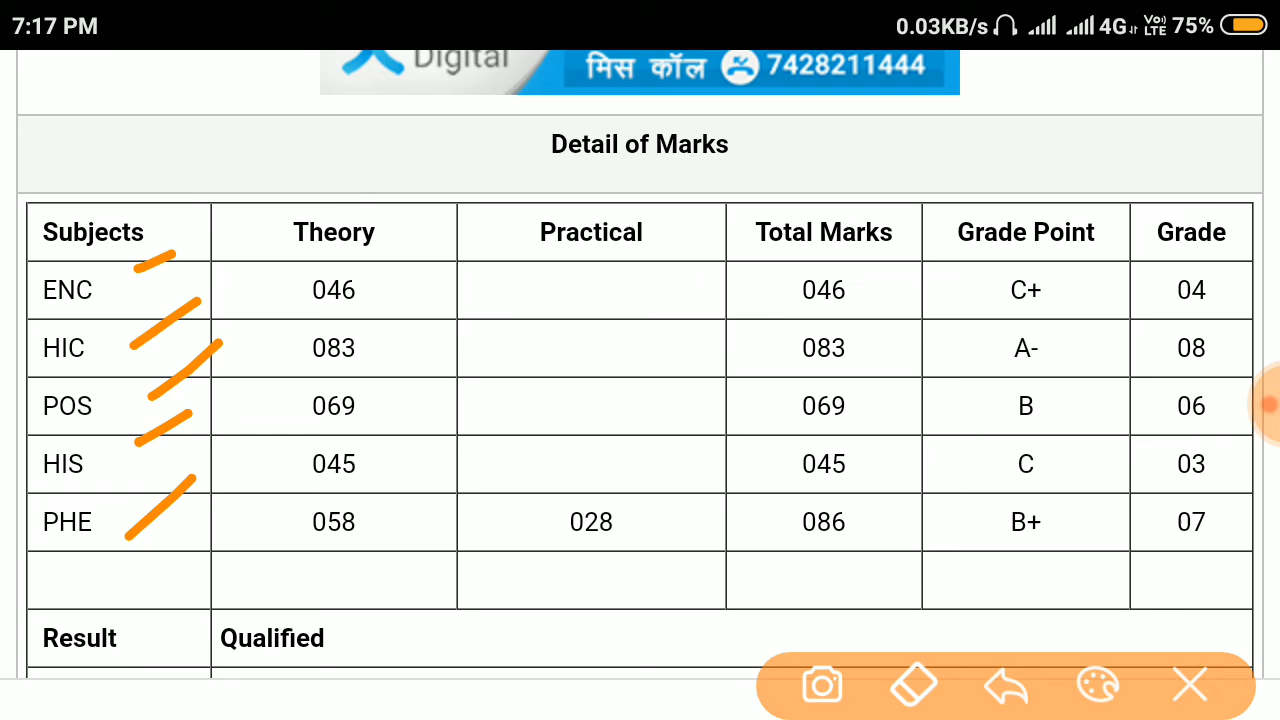 7:17 PM 0.03KB/s 4G Vo) LTE 75%
Digital मिस कॉल 7428211444
Detail of Marks
Subjects Theory Practical Total Marks Grade Point Grade
ENC 046 046 C+ 04
HIC 083 083 A- 08
POS 069 069 B 06
HIS 045 045 C 03
PHE 058 028 086 B+ 07
Result Qualified